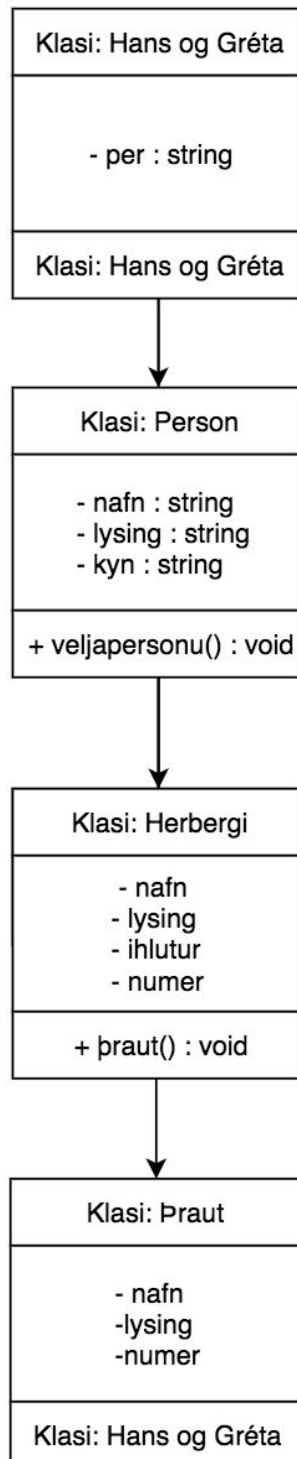 Klasi: Hans og Gréta
- per : string
Klasi: Hans og Gréta
Klasi: Person
- nafn : string
- lysing : string
- kyn : string
+ veljapersonu() : void
Klasi: Herbergi
- nafn
- lysing
- ihlutur
- numer
+ þraut() : void
Klasi: Þraut
- nafn
-lysing
-numer
Klasi: Hans og Gréta